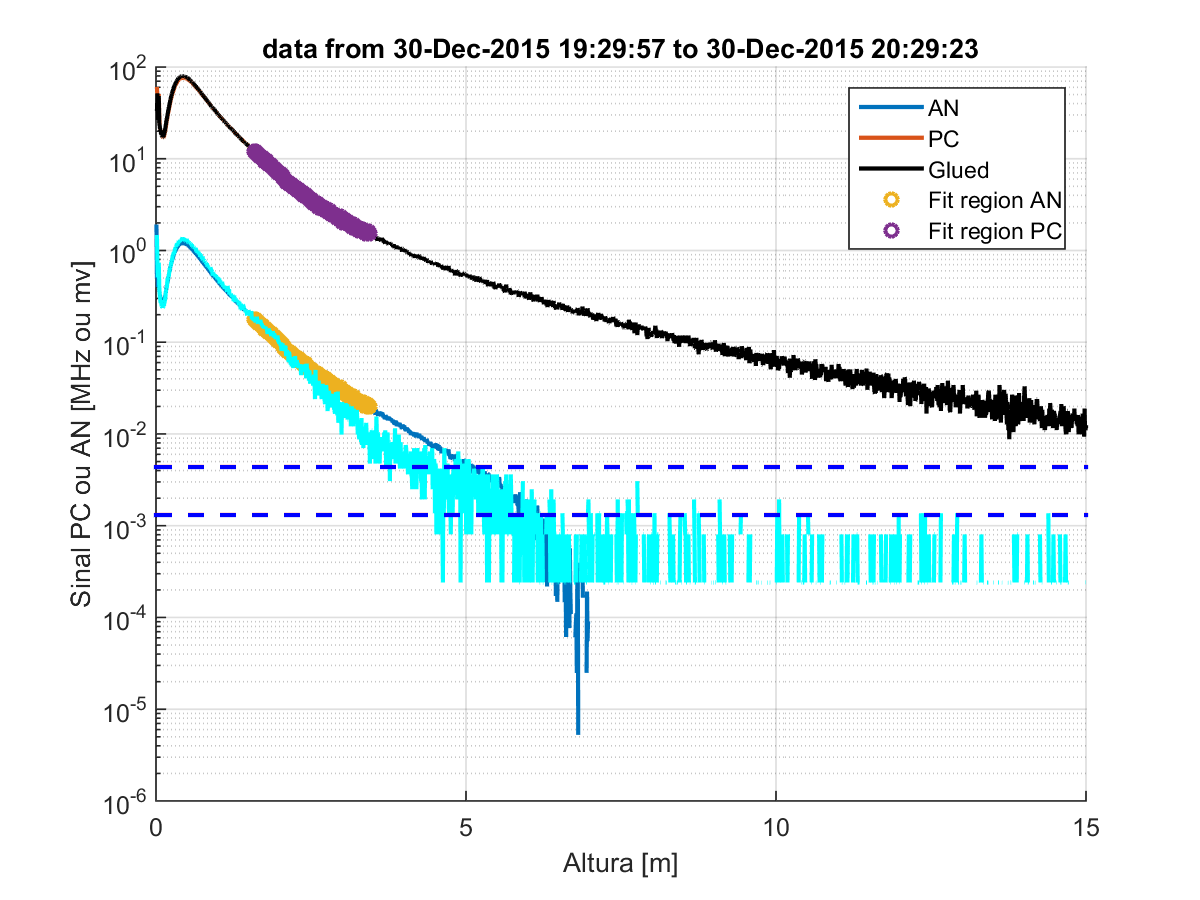 data from 30-Dec-2015 19:29:57 to 30-Dec-2015 20:29:23
AN
PC
Glued
Fit region AN
Fit region PC
Sinal PC ou AN [MHz ou mv]
10^2
10^1
10^0
10^-1
10^-2
10^-3
10^-4
10^-5
10^-6
0
5
10
15
Altura [m]